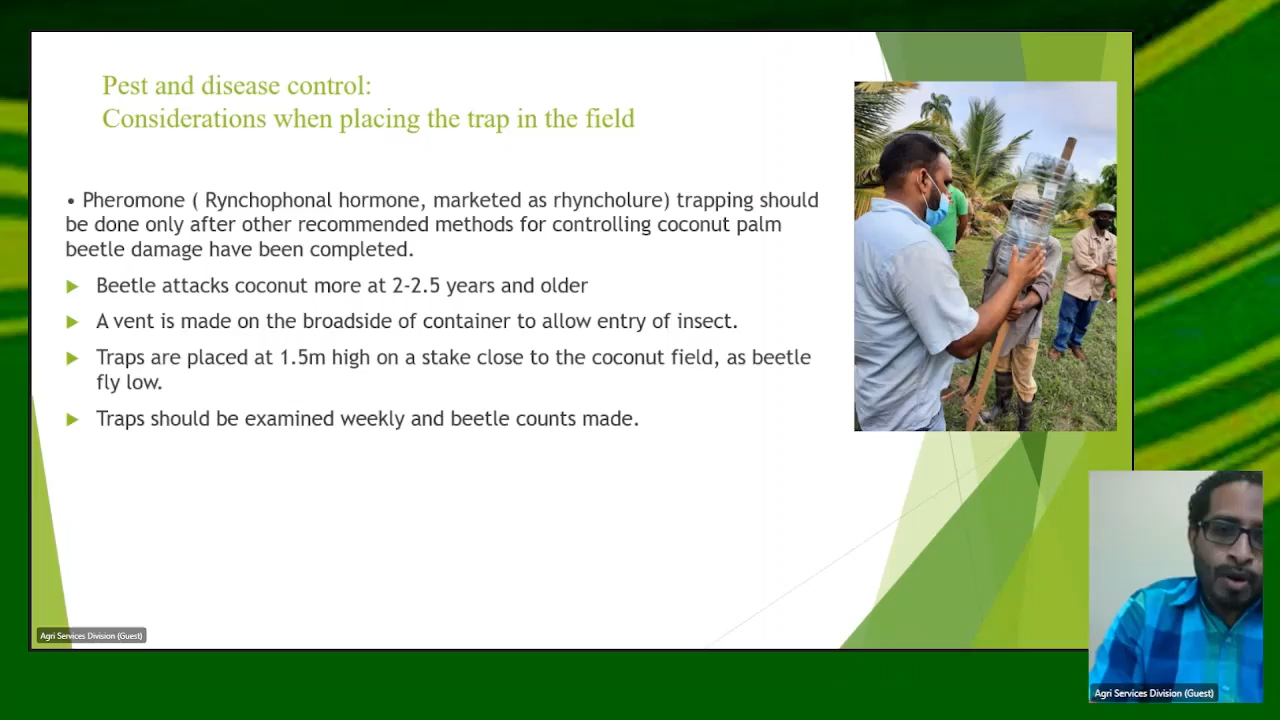 Pest and disease control:
Considerations when placing the trap in the field
• Pheromone ( Rynchophonal hormone, marketed as rhyncholure) trapping should
be done only after other recommended methods for controlling coconut palm
beetle damage have been completed.
Beetle attacks coconut more at 2-2.5 years and older
A vent is made on the broadside of container to allow entry of insect.
Traps are placed at 1.5m high on a stake close to the coconut field, as beetle
fly low.
Traps should be examined weekly and beetle counts made.
Agri Services Division (Guest)
Agri Services Division (Guest)